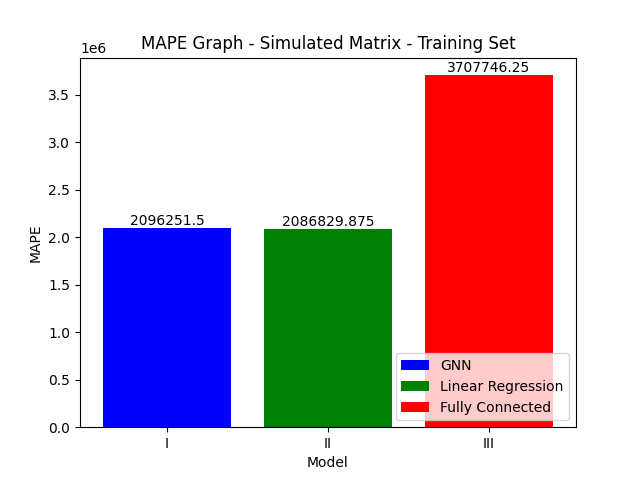 MAPE Graph - Simulated Matrix - Training Set
1e6
3707746.25
3.5
3.0
2.5
2096251.5
2086829.875
2.0
MAPE
1.5
1.0
0.5
0.0
GNN
Linear Regression
Fully Connected
I
II
III
Model